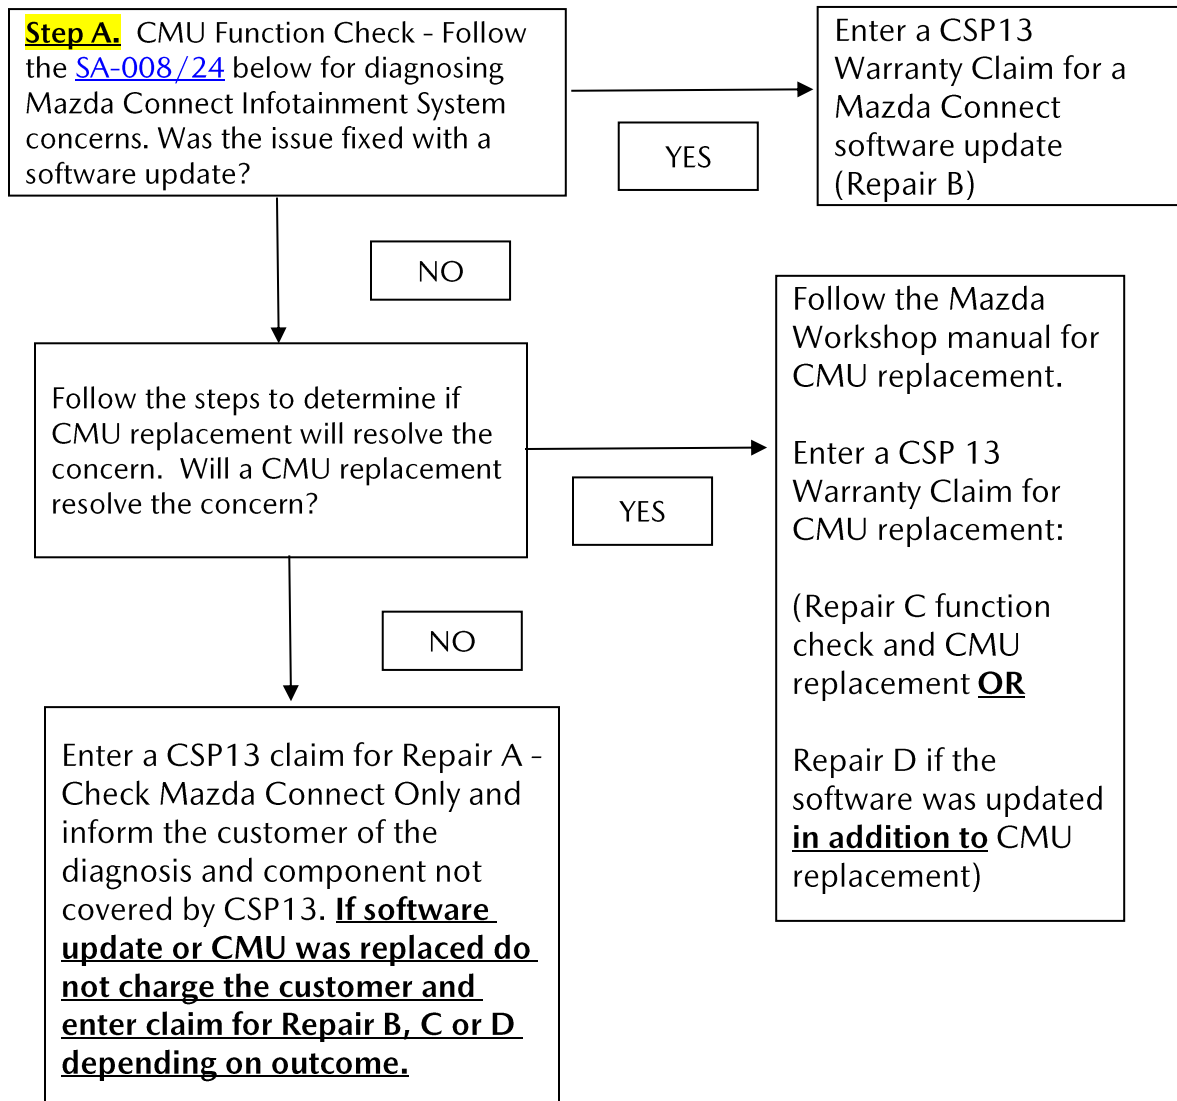 Step A. CMU Function Check - Follow
the SA-008/24 below for diagnosing
Mazda Connect Infotainment System
concerns. Was the issue fixed with a
software update?
YES
Enter a CSP13
Warranty Claim for a
Mazda Connect
software update
(Repair B)
NO
Follow the steps to determine if
CMU replacement will resolve the
concern. Will a CMU replacement
resolve the concern?
YES
Follow the Mazda
Workshop manual for
CMU replacement.
Enter a CSP 13
Warranty Claim for
CMU replacement:
(Repair C function
check and CMU
replacement OR
Repair D if the
software was updated
in addition to CMU
replacement)
NO
Enter a CSP13 claim for Repair A -
Check Mazda Connect Only and
inform the customer of the
diagnosis and component not
covered by CSP13. If software
update or CMU was replaced do
not charge the customer and
enter claim for Repair B, C or D
depending on outcome.